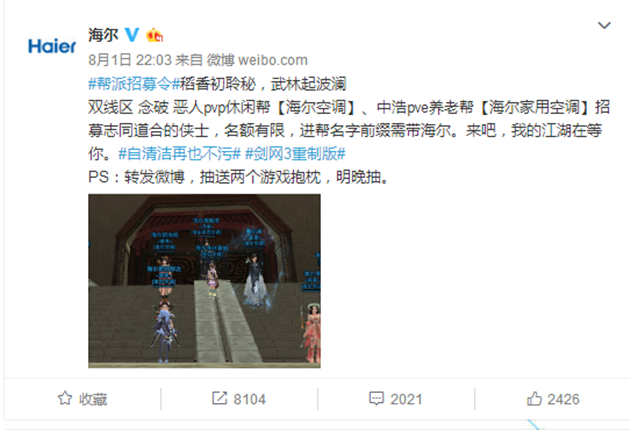 Haier
海尔
8月1日 22:03 来自 微博 weibo.com
#帮派招募令#稻香初聆秘，武林起波澜
双线区 念破 恶人pvp休闲帮【海尔空调】、中浩pve养老帮【海尔家用空调】招
募志同道合的侠士，名额有限，进帮名字前缀需带海尔。来吧，我的江湖在等
你。#自清洁再也不污# #剑网3重制版#
PS：转发微博，抽送两个游戏抱枕，明晚抽。
收藏
8104
2021
2426